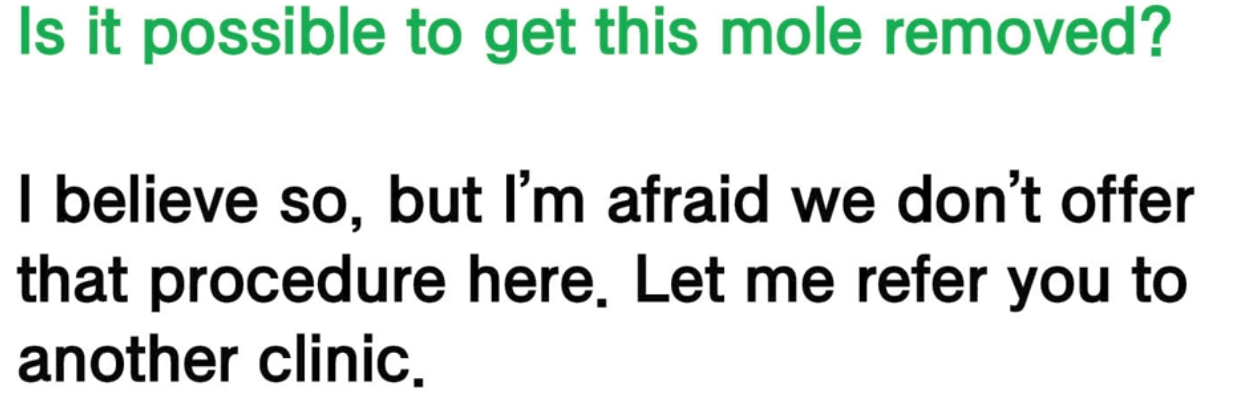 Is it possible to get this mole removed?
I believe so, but I’m afraid we don’t offer
that procedure here. Let me refer you to
another clinic.